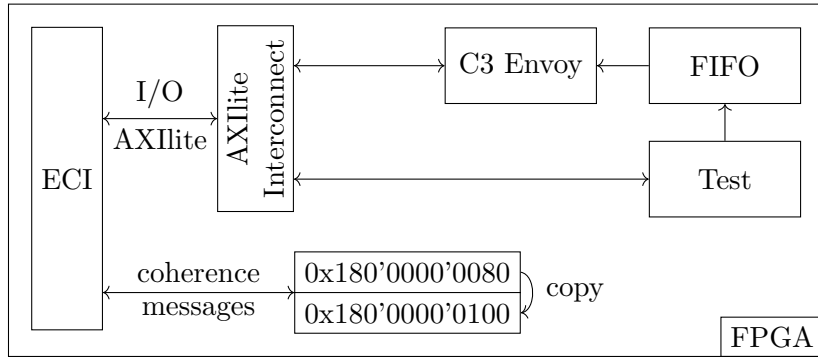 ECI
I/O
AXIlite
AXIlite
Interconnect
C3 Envoy
FIFO
Test
coherence
messages
0x180'0000'0080
0x180'0000'0100
copy
FPGA